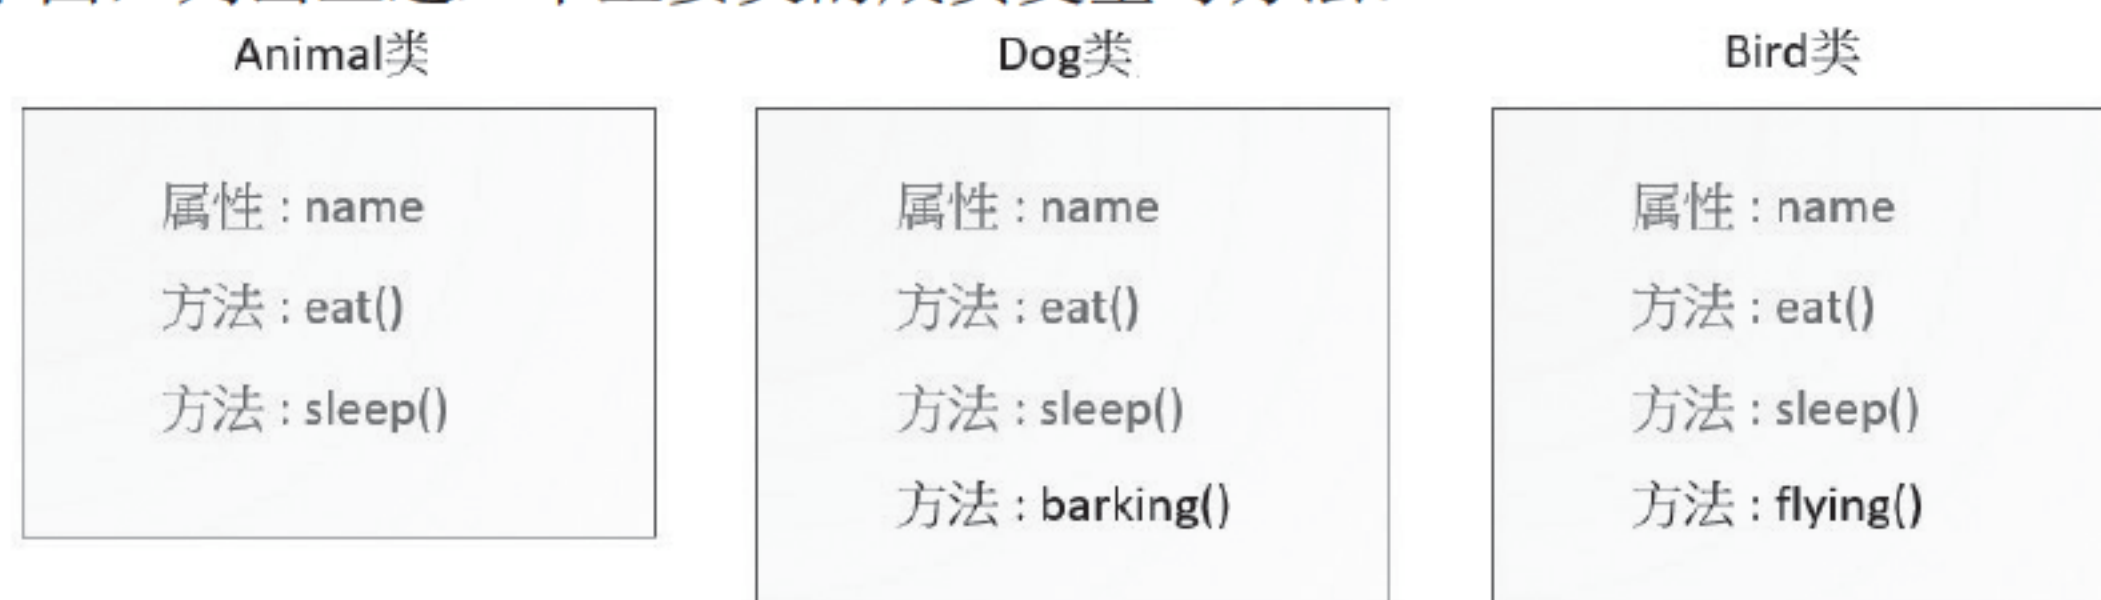 Animal类
属性 : name
方法 : eat()
方法 : sleep()
Dog类
属性 : name
方法 : eat()
方法 : sleep()
方法 : barking()
Bird类
属性 : name
方法 : eat()
方法 : sleep()
方法 : flying()